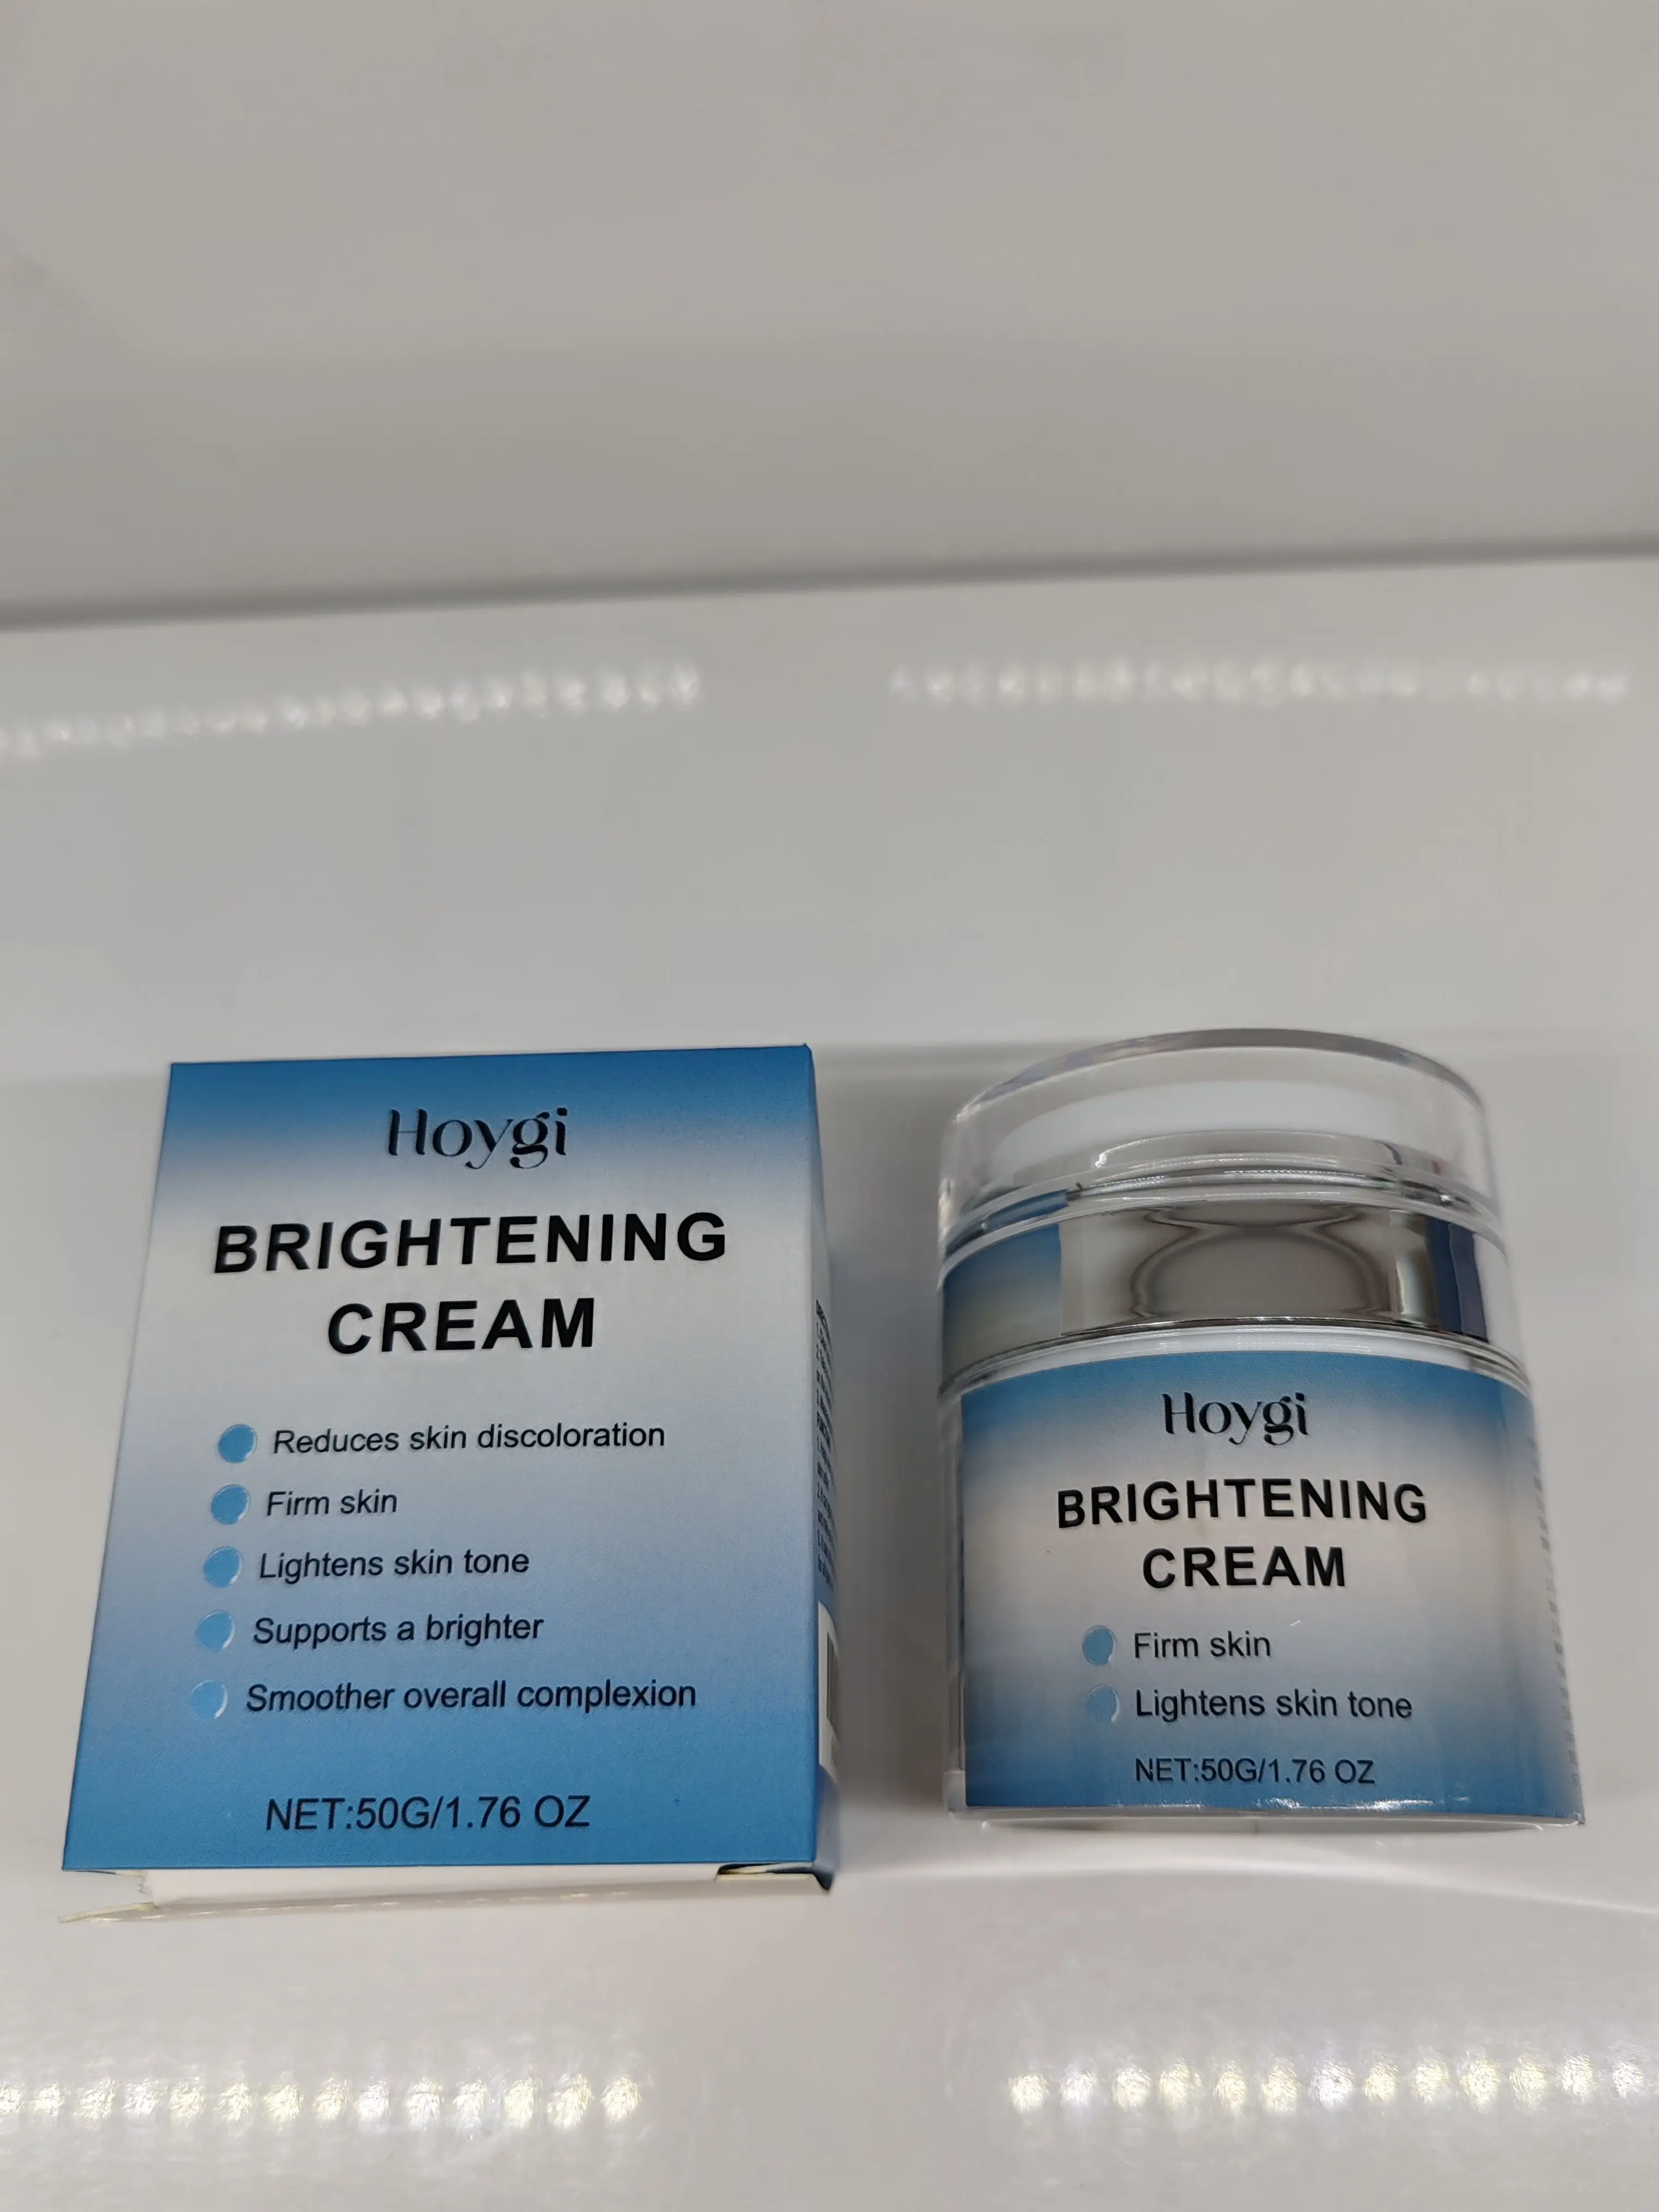 Hoygi
BRIGHTENING
CREAM
Reduces skin discoloration
Firm skin
Lightens skin tone
Supports a brighter
Smoother overall complexion
NET:50G/1.76 OZ
Hoygi
BRIGHTENING
CREAM
Firm skin
Lightens skin tone
NET:50G/1.76 OZ